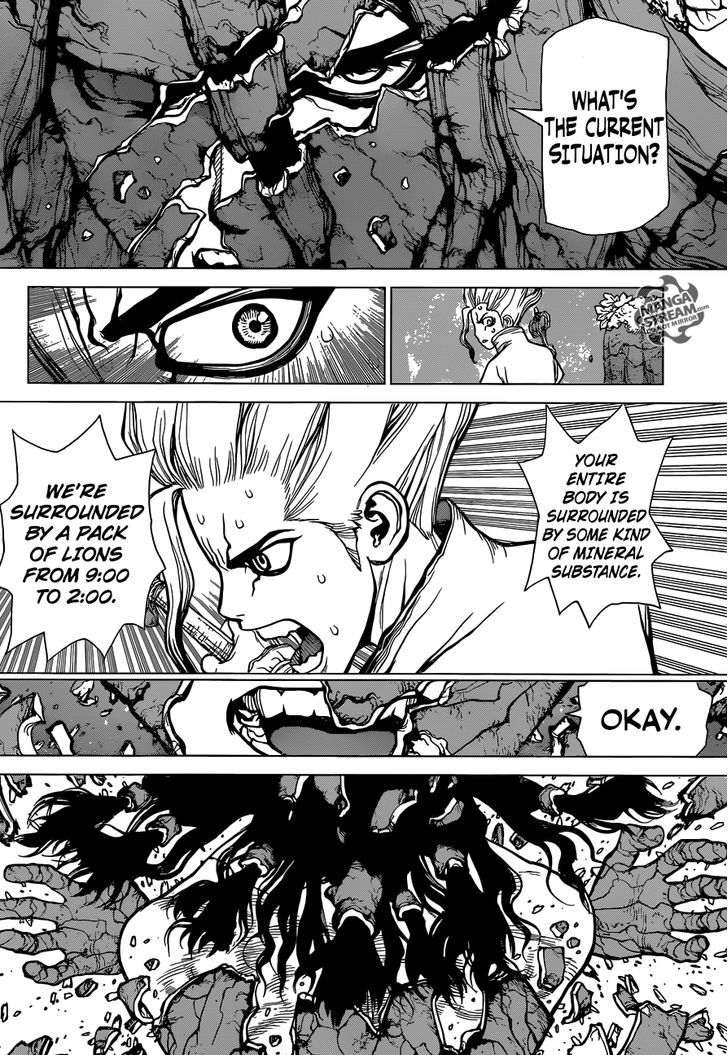 WHAT'S
THE CURRENT
SITUATION?
MANGA
STREAM.com
YOUR
ENTIRE
BODY IS
SURROUNDED
BY SOME KIND
OF MINERAL
SUBSTANCE.
WE'RE
SURROUNDED
BY A PACK
OF LIONS
FROM 9:00
TO 2:00.
OKAY.